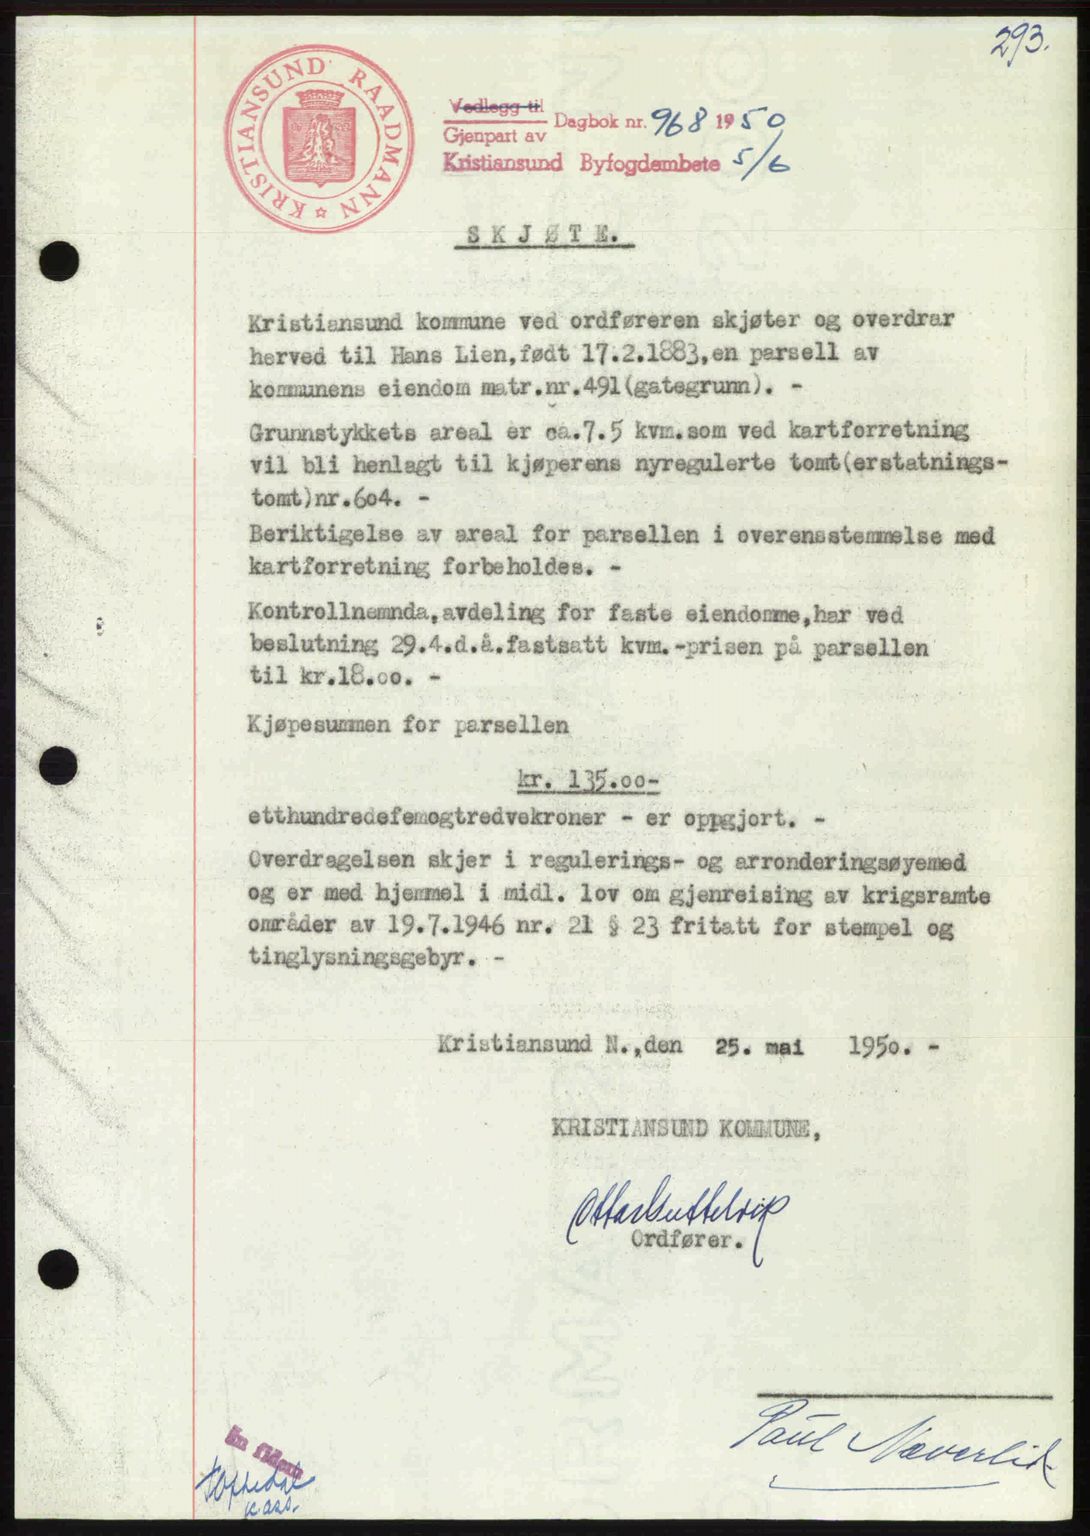 293.
KRISTIANSUND RAADMANN
Vedlegg til
Gjenpart av
Dagbok nr. 968 1950
Kristiansund Byfogdembete 5/6
SKJØTE.
Kristiansund kommune ved ordføreren skjøter og overdrar
herved til Hans Lien,født 17.2.1883,en parsell av
kommunens eiendom matr.nr.491(gategrunn). -
Grunnstykkets areal er ca.7.5 kvm.som ved kartforretning
vil bli henlagt til kjøperens nyregulerte tomt(erstatnings-
tomt)nr.604. -
Beriktigelse av areal for parsellen i overensstemmelse med
kartforretning forbeholdes. -
Kontrollnemnda,avdeling for faste eiendomme,har ved
beslutning 29.4.d.å.fastsatt kvm.-prisen på parsellen
til kr.18.oo. -
Kjøpesummen for parsellen
kr. 135.oo-
etthundredefemogtredvekroner - er oppgjort. -
Overdragelsen skjer i regulerings- og arronderingsøyemed
og er med hjemmel i midl. lov om gjenreising av krigsramte
områder av 19.7.1946 nr. 21 § 23 fritatt for stempel og
tinglysningsgebyr. -
Kristiansund N.,den 25. mai 1950. -
KRISTIANSUND KOMMUNE,
Ottar Guttelvik
Ordfører.
Paul Næverlid
In fidem